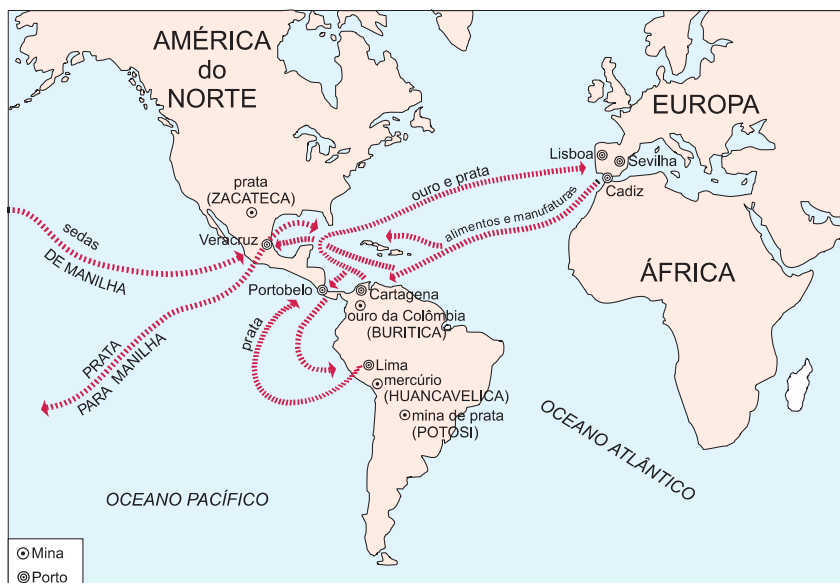 AMÉRICA
do
NORTE
EUROPA
Lisboa
Sevilha
Cadiz
ouro e prata
alimentos e manufaturas
prata
(ZACATECA)
sedas
DE MANILHA
Veracruz
ÁFRICA
Portobelo
Cartagena
ouro da Colômbia
(BURITICA)
PRATA
PARA MANILHA
prata
Lima
mercúrio
(HUANCAVELICA)
mina de prata
(POTOSI)
OCEANO ATLÂNTICO
OCEANO PACÍFICO
Mina
Porto